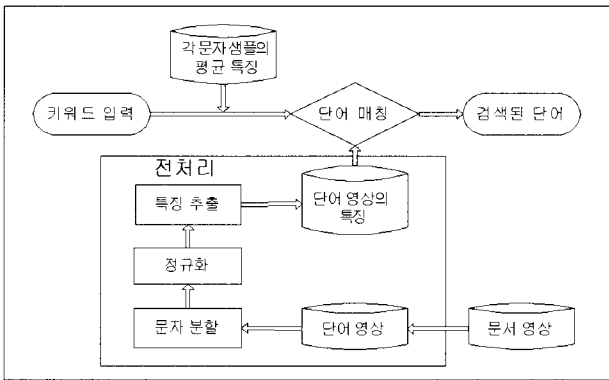 각 문자 샘플의
평균 특징
키워드 입력
단어 매칭
검색된 단어
전처리
특징 추출
단어 영상의
특징
정규화
문자 분할
단어 영상
문서 영상